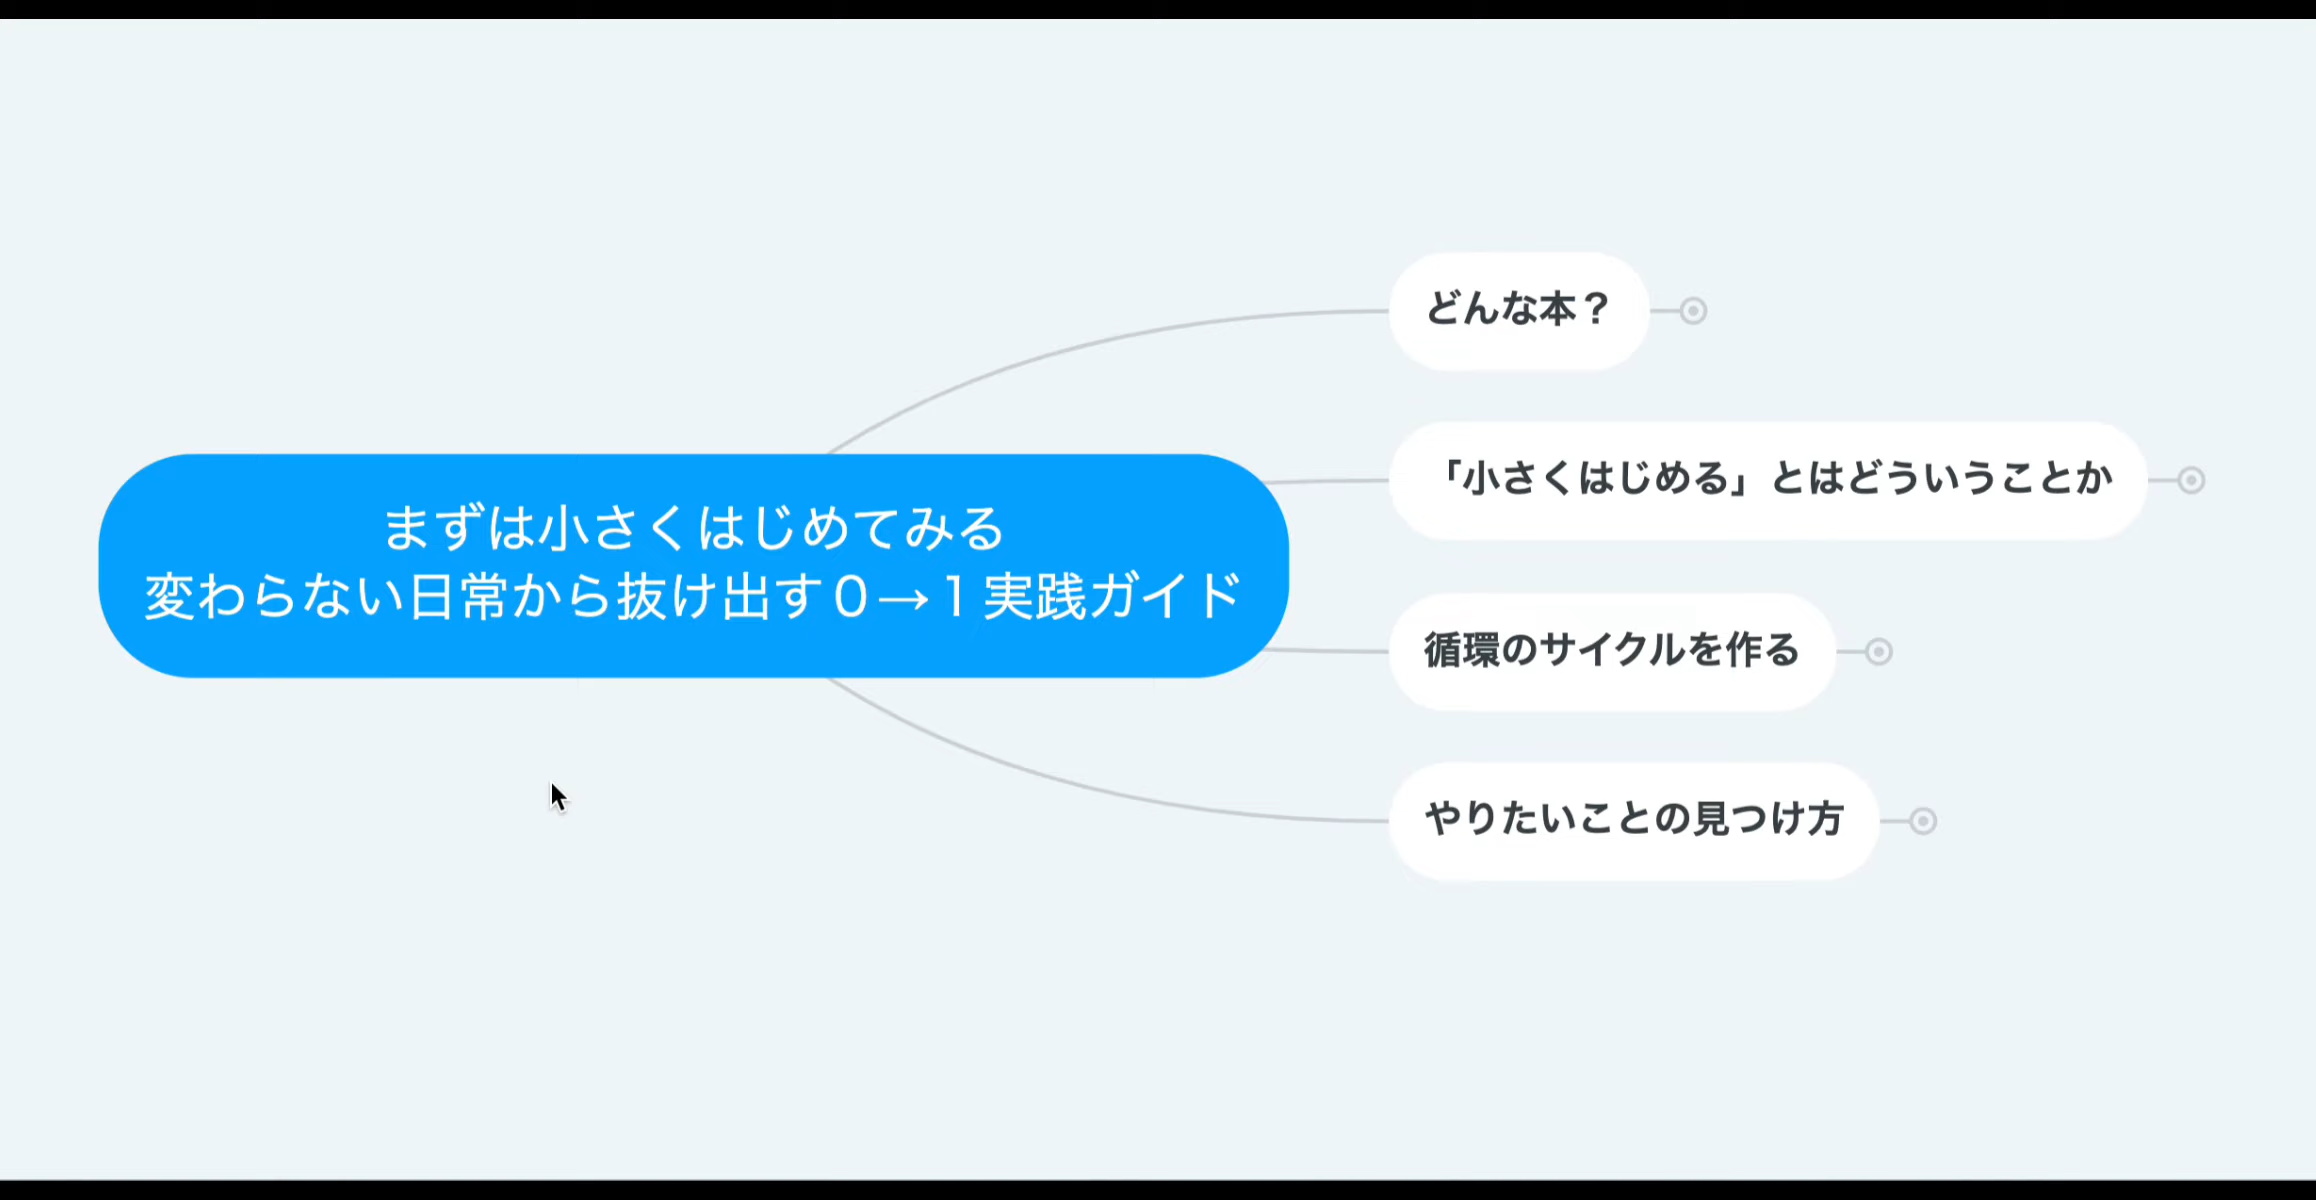 まずは小さくはじめてみる
変わらない日常から抜け出す０→１実践ガイド
どんな本？
「小さくはじめる」とはどういうことか
循環のサイクルを作る
やりたいことの見つけ方